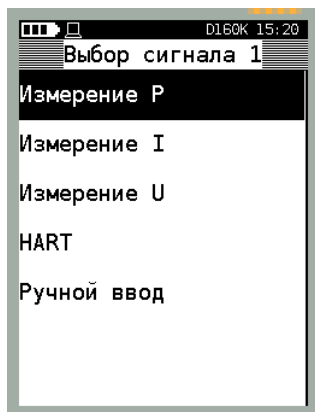 D160K 15:20
Выбор сигнала 1
Измерение P
Измерение I
Измерение U
HART
Ручной ввод